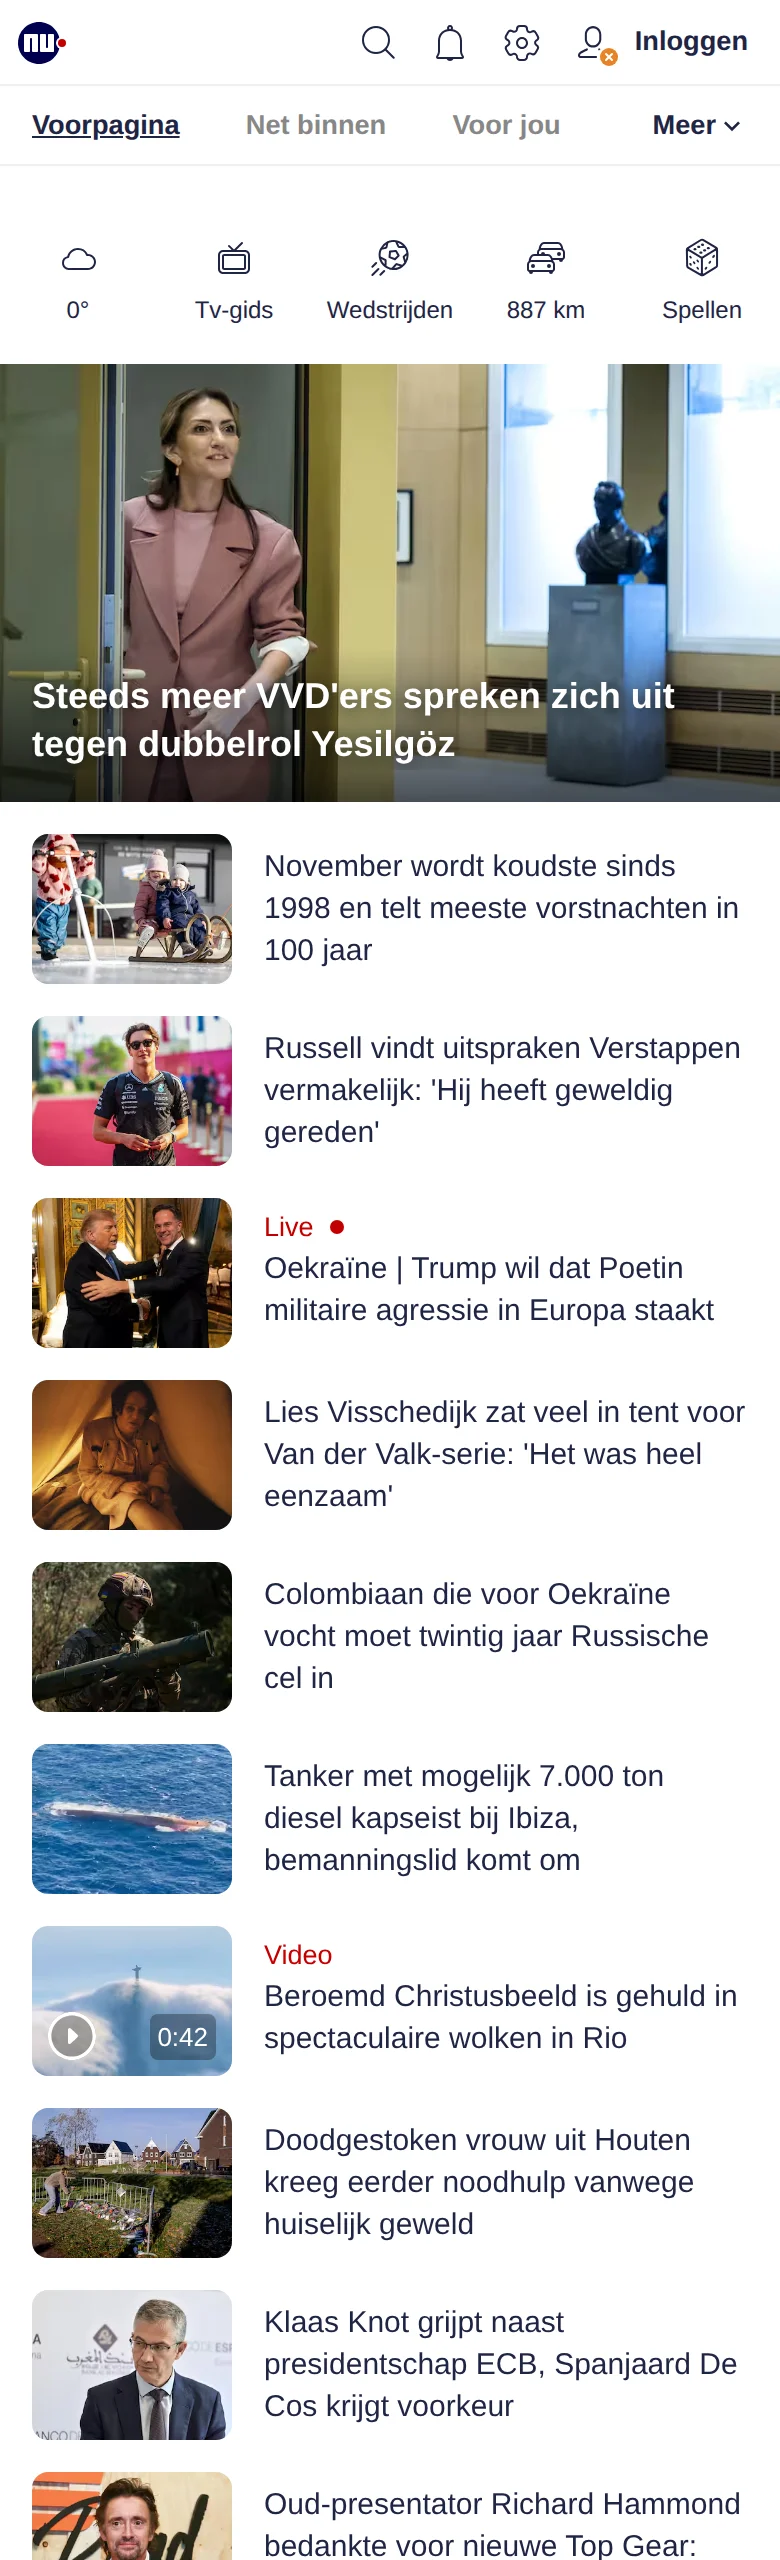 nu
Inloggen
Voorpagina
Net binnen
Voor jou
Meer
0°
Tv-gids
Wedstrijden
887 km
Spellen
Steeds meer VVD'ers spreken zich uit
tegen dubbelrol Yesilgöz
November wordt koudste sinds
1998 en telt meeste vorstnachten in
100 jaar
Russell vindt uitspraken Verstappen
vermakelijk: 'Hij heeft geweldig
gereden'
Live
Oekraïne | Trump wil dat Poetin
militaire agressie in Europa staakt
Lies Visschedijk zat veel in tent voor
Van der Valk-serie: 'Het was heel
eenzaam'
Colombiaan die voor Oekraïne
vocht moet twintig jaar Russische
cel in
Tanker met mogelijk 7.000 ton
diesel kapseist bij Ibiza,
bemanningslid komt om
0:42
Video
Beroemd Christusbeeld is gehuld in
spectaculaire wolken in Rio
Doodgestoken vrouw uit Houten
kreeg eerder noodhulp vanwege
huiselijk geweld
Klaas Knot grijpt naast
presidentschap ECB, Spanjaard De
Cos krijgt voorkeur
Oud-presentator Richard Hammond
bedankte voor nieuwe Top Gear: